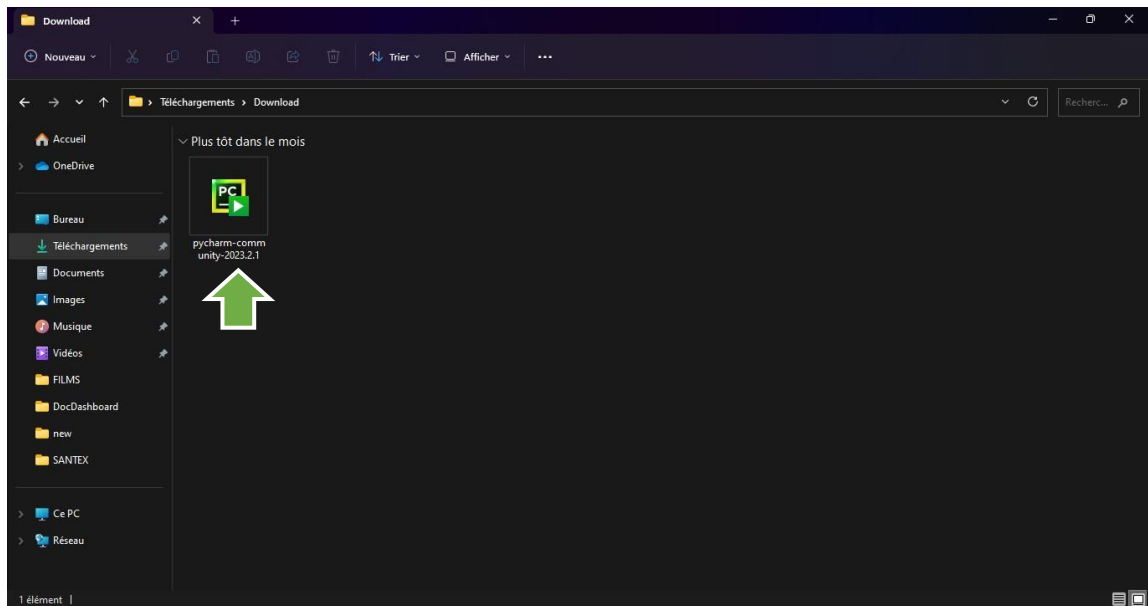 Download
Nouveau
Trier
Afficher
Téléchargements > Download
Recherc...
Accueil
OneDrive
Bureau
Téléchargements
Documents
Images
Musique
Vidéos
FILMS
DocDashboard
new
SANTEX
Ce PC
Réseau
Plus tôt dans le mois
PC
pycharm-comm
unity-2023.2.1
1 élément